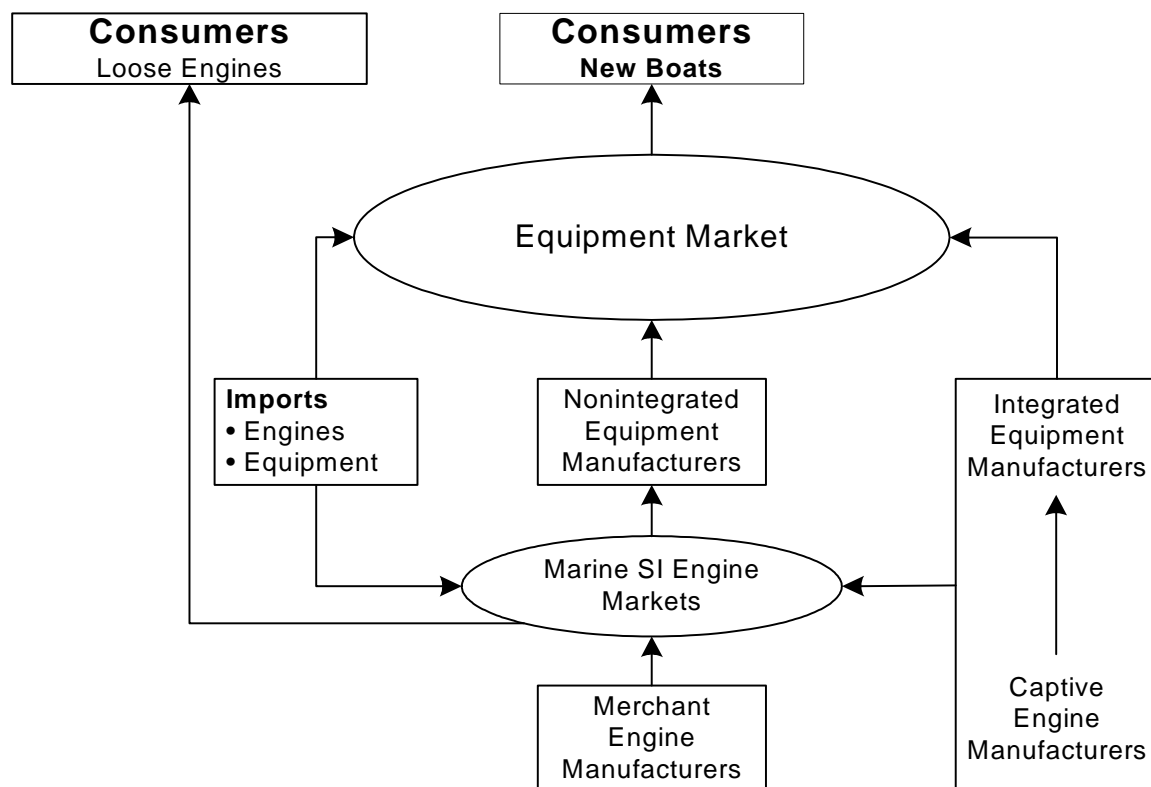 Consumers
Loose Engines
Consumers
New Boats
Equipment Market
Imports
• Engines
• Equipment
Nonintegrated
Equipment
Manufacturers
Integrated
Equipment
Manufacturers
Marine SI Engine
Markets
Merchant
Engine
Manufacturers
Captive
Engine
Manufacturers